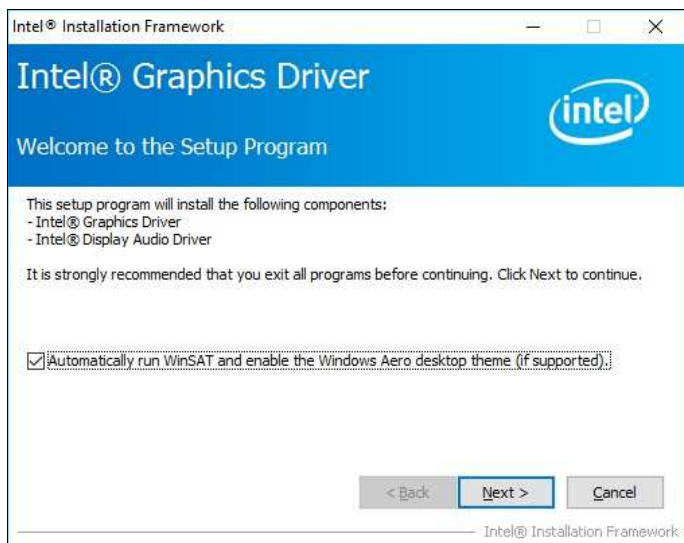 Intel® Installation Framework
Intel® Graphics Driver
intel
Welcome to the Setup Program
This setup program will install the following components:
- Intel® Graphics Driver
- Intel® Display Audio Driver
It is strongly recommended that you exit all programs before continuing. Click Next to continue.
Automatically run WinSAT and enable the Windows Aero desktop theme (if supported).
< Back Next > Cancel
Intel® Installation Framework